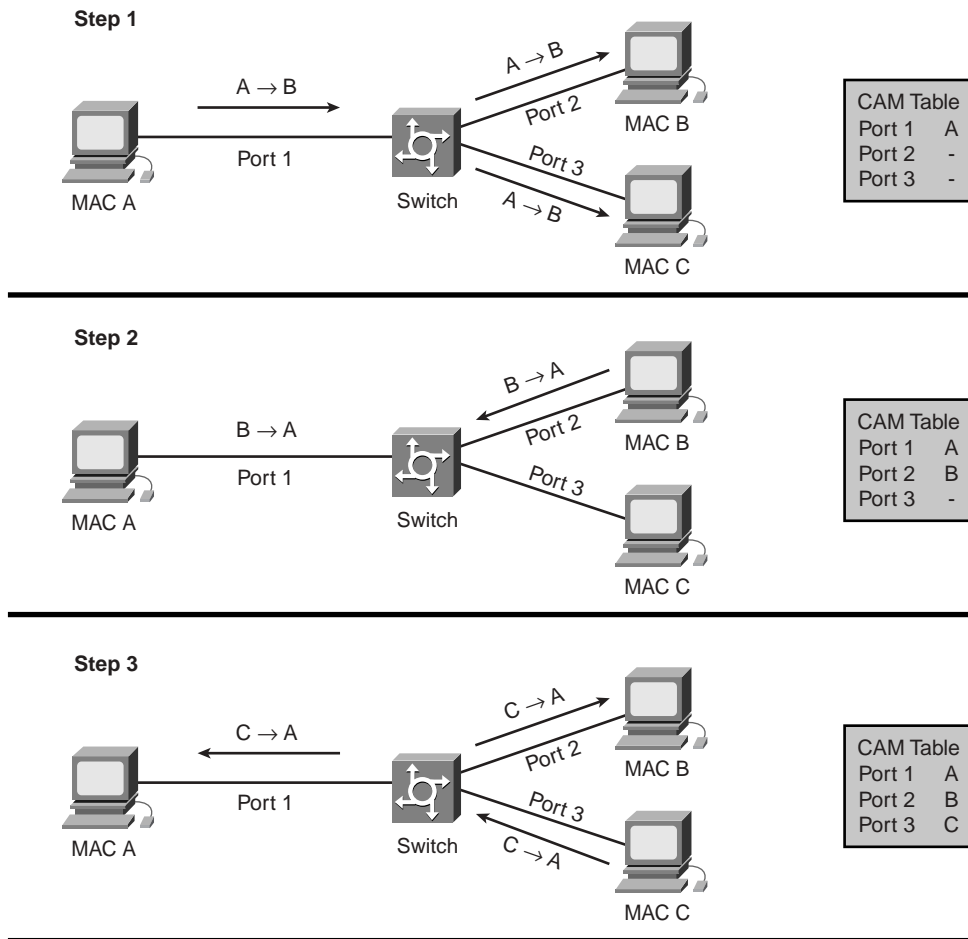 Step 1
A → B
Port 1
MAC A
Switch
A → B
Port 2
MAC B
Port 3
A → B
MAC C
CAM Table
Port 1 A
Port 2 -
Port 3 -
Step 2
B → A
Port 1
MAC A
Switch
B → A
Port 2
MAC B
Port 3
MAC C
CAM Table
Port 1 A
Port 2 B
Port 3 -
Step 3
C → A
Port 1
MAC A
Switch
C → A
Port 2
MAC B
Port 3
C → A
MAC C
CAM Table
Port 1 A
Port 2 B
Port 3 C